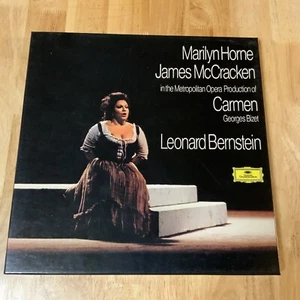 Marilyn Horne
James McCracken
in the Metropolitan Opera Production of
Carmen
Georges Bizet
Leonard Bernstein